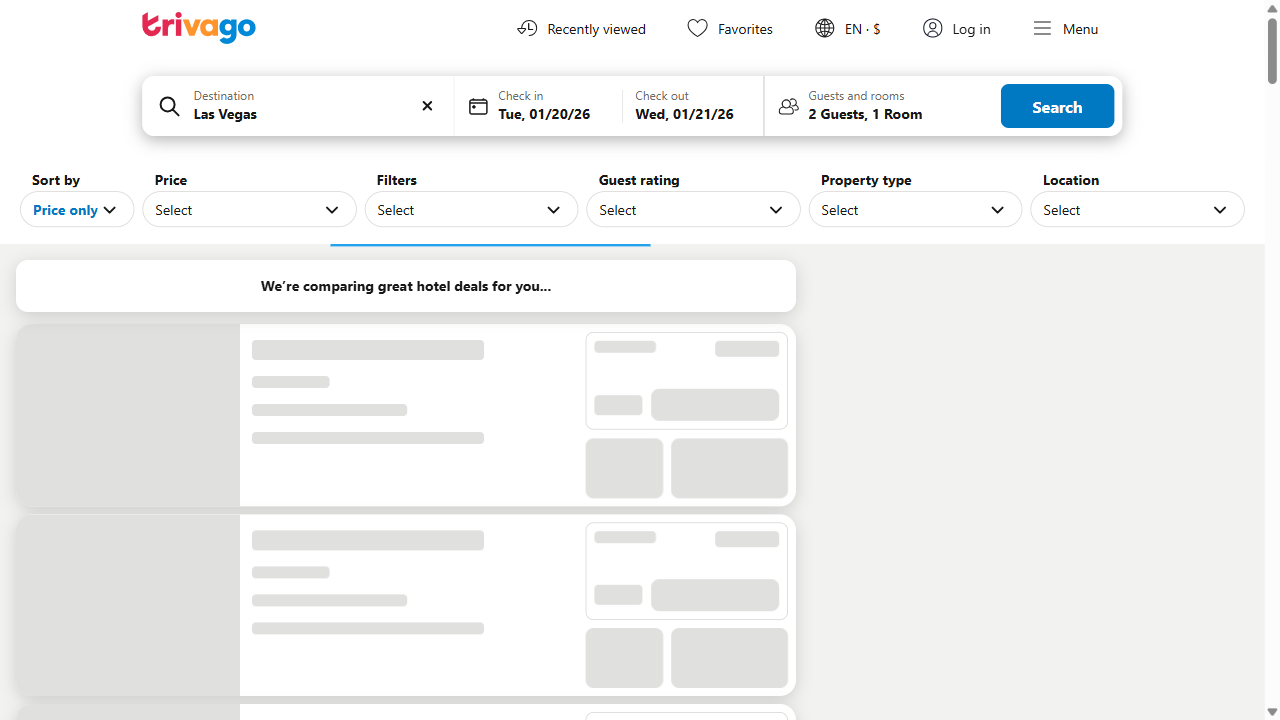 trivago
Recently viewed
Favorites
EN · $
Log in
Menu
Destination
Las Vegas
Check in
Tue, 01/20/26
Check out
Wed, 01/21/26
Guests and rooms
2 Guests, 1 Room
Search
Sort by
Price only
Price
Select
Filters
Select
Guest rating
Select
Property type
Select
Location
Select
We're comparing great hotel deals for you...